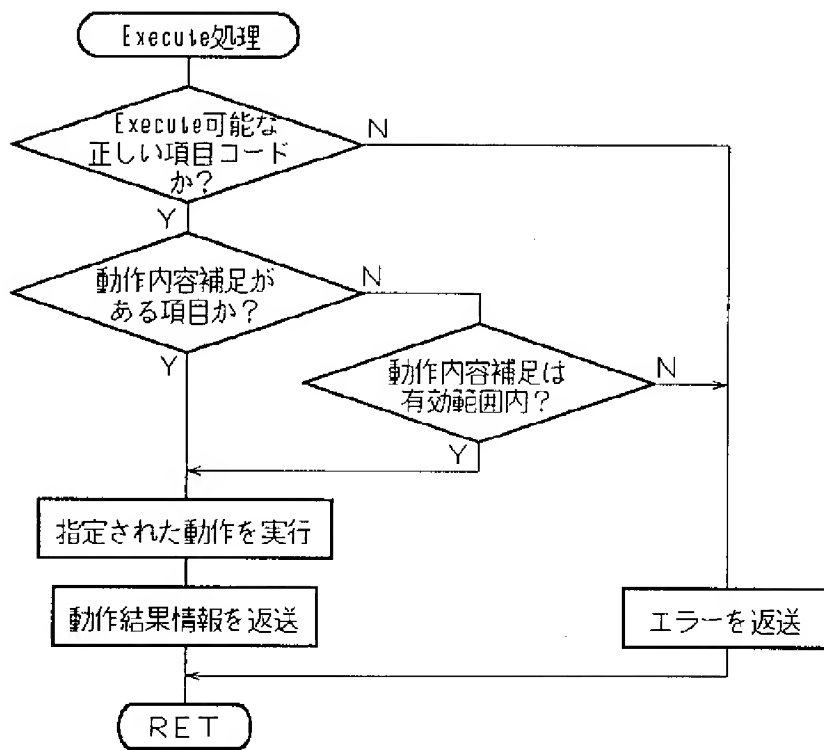 Execute処理
Execute可能な
正しい項目コード
か?
N
Y
動作内容補足が
ある項目か?
N
Y
動作内容補足は
有効範囲内?
N
Y
指定された動作を実行
動作結果情報を返送
エラーを返送
RET